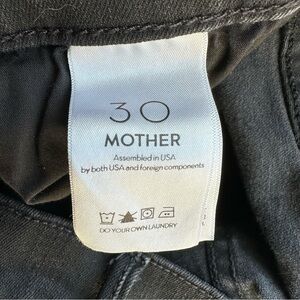 30
MOTHER
Assembled in USA
by both USA and foreign components
DO YOUR OWN LAUNDRY